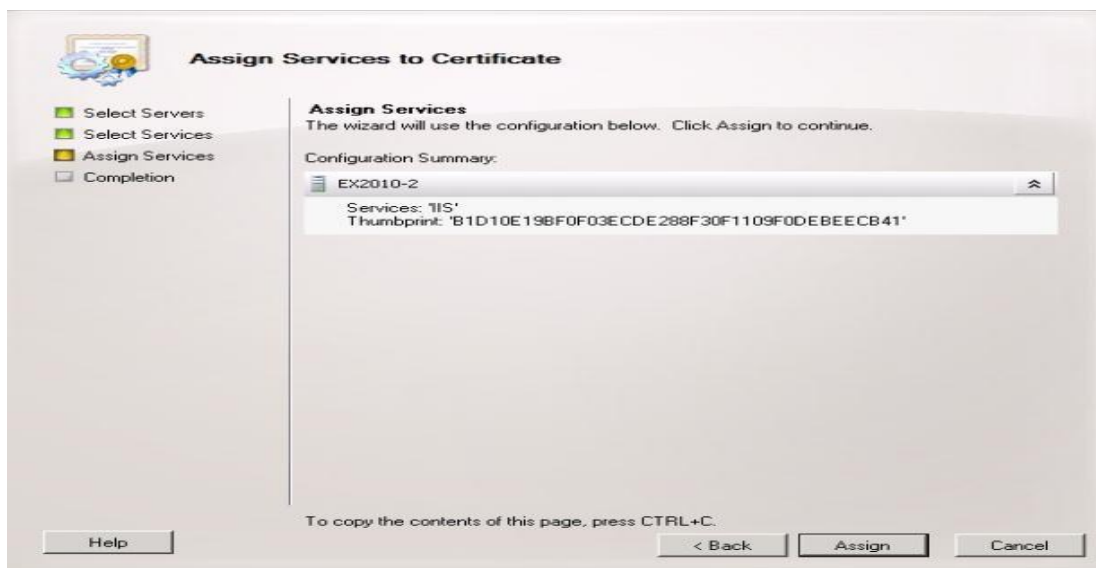 Assign Services to Certificate
Select Servers
Select Services
Assign Services
Completion
Assign Services
The wizard will use the configuration below. Click Assign to continue.
Configuration Summary:
EX2010-2
Services: 'IIS'
Thumbprint: 'B1D10E19BF0F03ECDE288F30F1109F0DEBEECB41'
To copy the contents of this page, press CTRL+C.
Help
< Back
Assign
Cancel